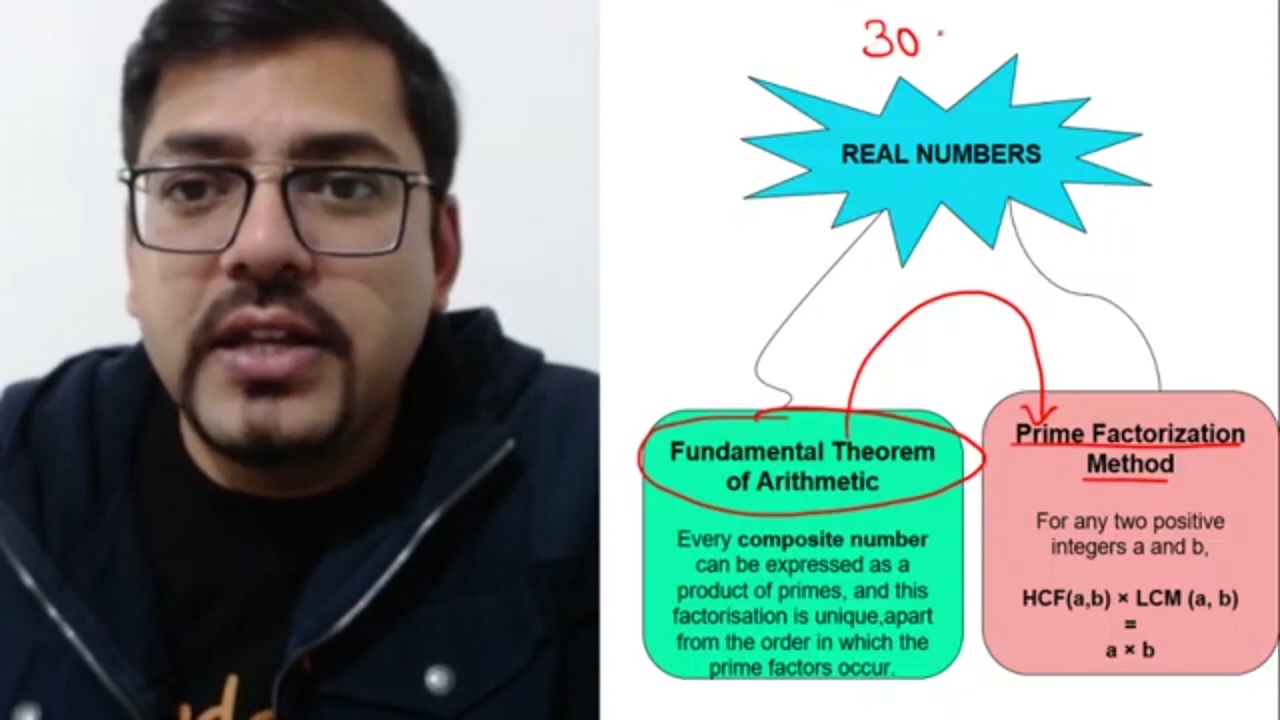 30
REAL NUMBERS
Fundamental Theorem
of Arithmetic
Every composite number
can be expressed as a
product of primes, and this
factorisation is unique,apart
from the order in which the
prime factors occur.
Prime Factorization
Method
For any two positive
integers a and b,
HCF(a,b) × LCM (a, b)
=
a × b